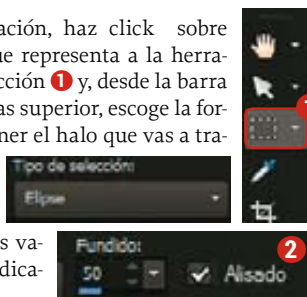 ación, haz click sobre
ue representa a la herra-
cción 1 y, desde la barra
as superior, escoge la for-
ner el halo que vas a tra-
Tipo de selección:
Elipse
s va-
dica-
Fundido: 2
50 Alisado